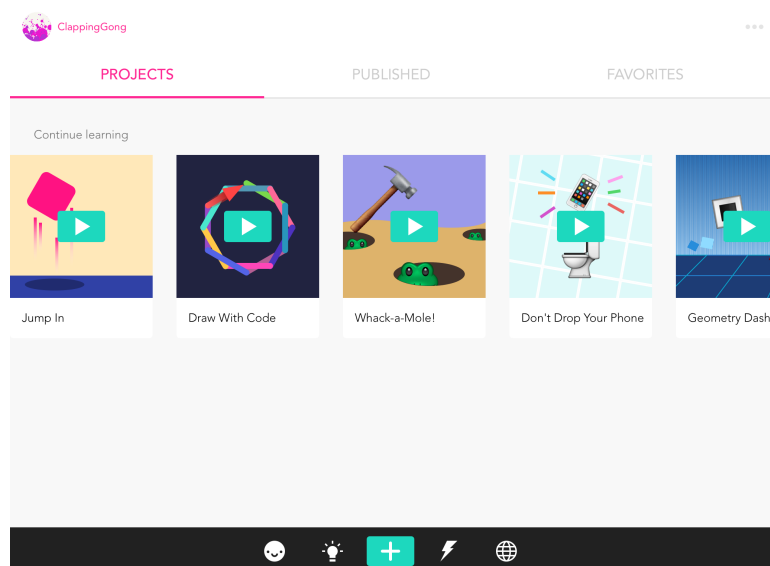 ClappingGong
PROJECTS PUBLISHED FAVORITES
Continue learning
Jump In Draw With Code Whack-a-Mole! Don't Drop Your Phone Geometry Dash